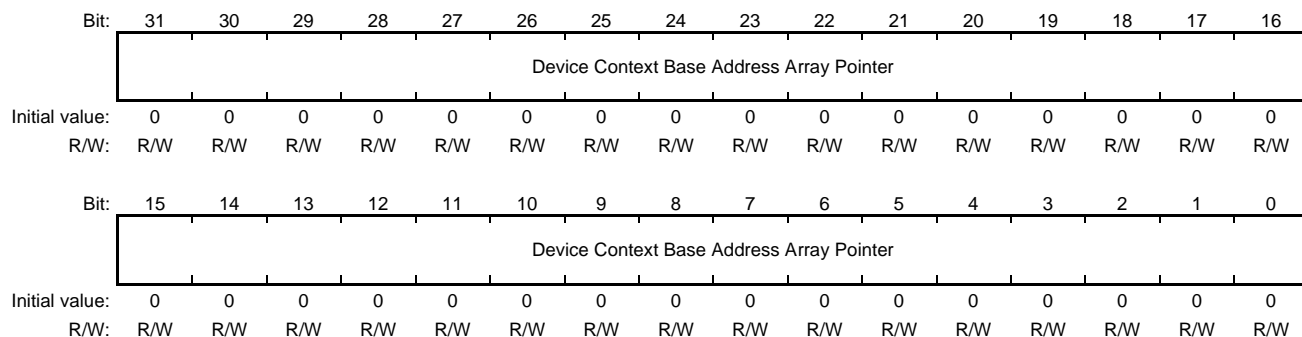 Bit: 31 30 29 28 27 26 25 24 23 22 21 20 19 18 17 16
Device Context Base Address Array Pointer
Initial value: 0 0 0 0 0 0 0 0 0 0 0 0 0 0 0 0
R/W: R/W R/W R/W R/W R/W R/W R/W R/W R/W R/W R/W R/W R/W R/W R/W R/W
Bit: 15 14 13 12 11 10 9 8 7 6 5 4 3 2 1 0
Device Context Base Address Array Pointer
Initial value: 0 0 0 0 0 0 0 0 0 0 0 0 0 0 0 0
R/W: R/W R/W R/W R/W R/W R/W R/W R/W R/W R/W R/W R/W R/W R/W R/W R/W